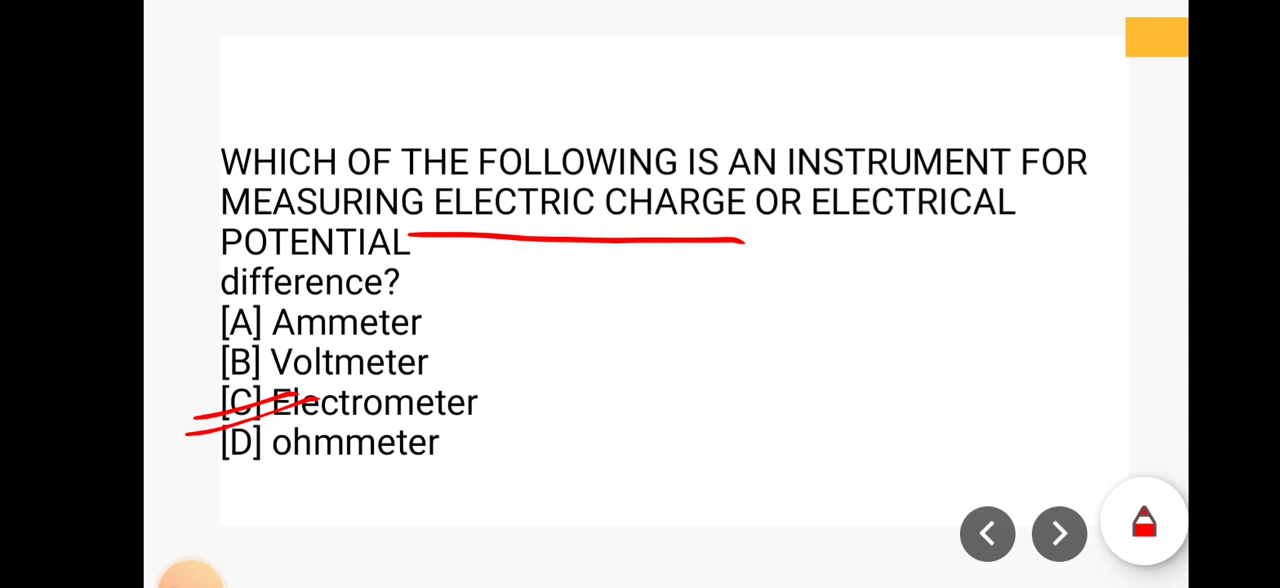 WHICH OF THE FOLLOWING IS AN INSTRUMENT FOR
MEASURING ELECTRIC CHARGE OR ELECTRICAL
POTENTIAL
difference?
[A] Ammeter
[B] Voltmeter
[C] Electrometer
[D] ohmmeter